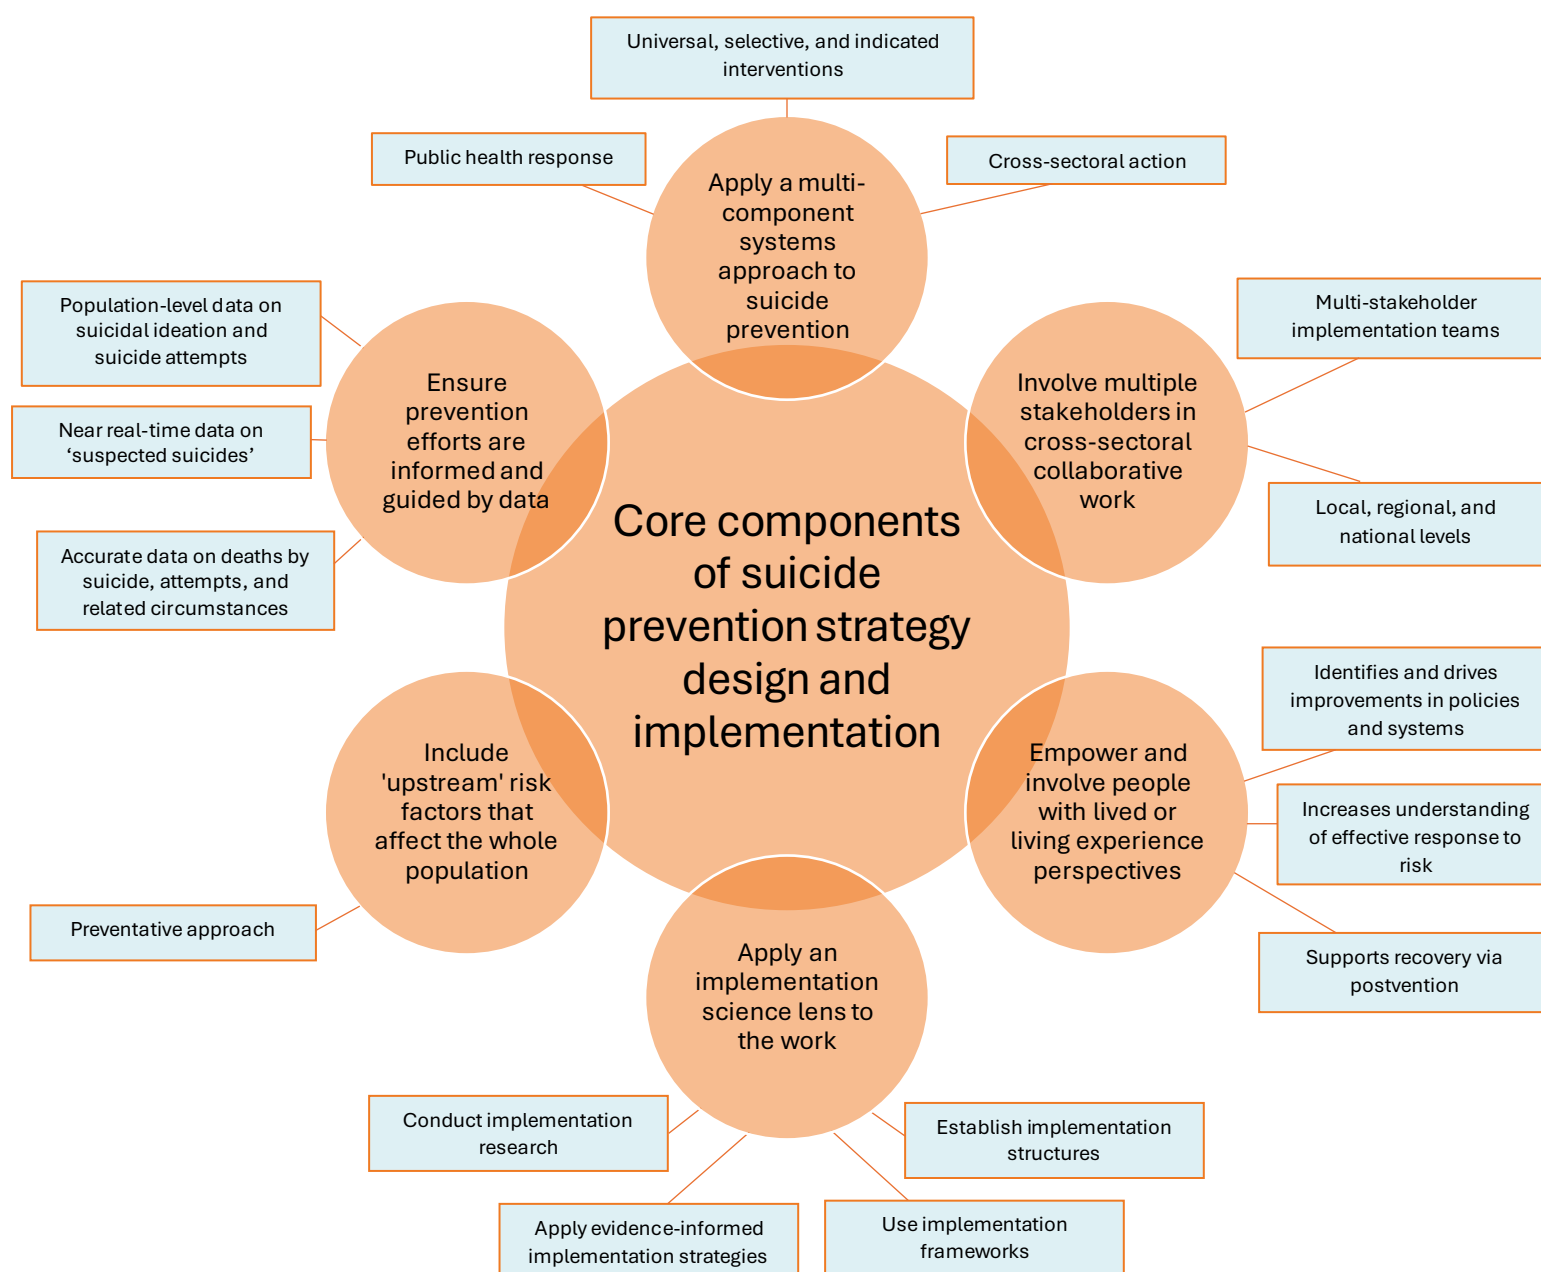 Universal, selective, and indicated
interventions
Public health response
Cross-sectoral action
Apply a multi-
component
systems
approach to
suicide
prevention
Multi-stakeholder
implementation teams
Involve multiple
stakeholders in
cross-sectoral
collaborative
work
Local, regional, and
national levels
Population-level data on
suicidal ideation and
suicide attempts
Near real-time data on
‘suspected suicides’
Accurate data on deaths by
suicide, attempts, and
related circumstances
Ensure
prevention
efforts are
informed and
guided by data
Core components
of suicide
prevention strategy
design and
implementation
Identifies and drives
improvements in policies
and systems
Increases understanding
of effective response to
risk
Supports recovery via
postvention
Empower and
involve people
with lived or
living experience
perspectives
Include
'upstream' risk
factors that
affect the whole
population
Preventative approach
Apply an
implementation
science lens to
the work
Conduct implementation
research
Apply evidence-informed
implementation strategies
Use implementation
frameworks
Establish implementation
structures